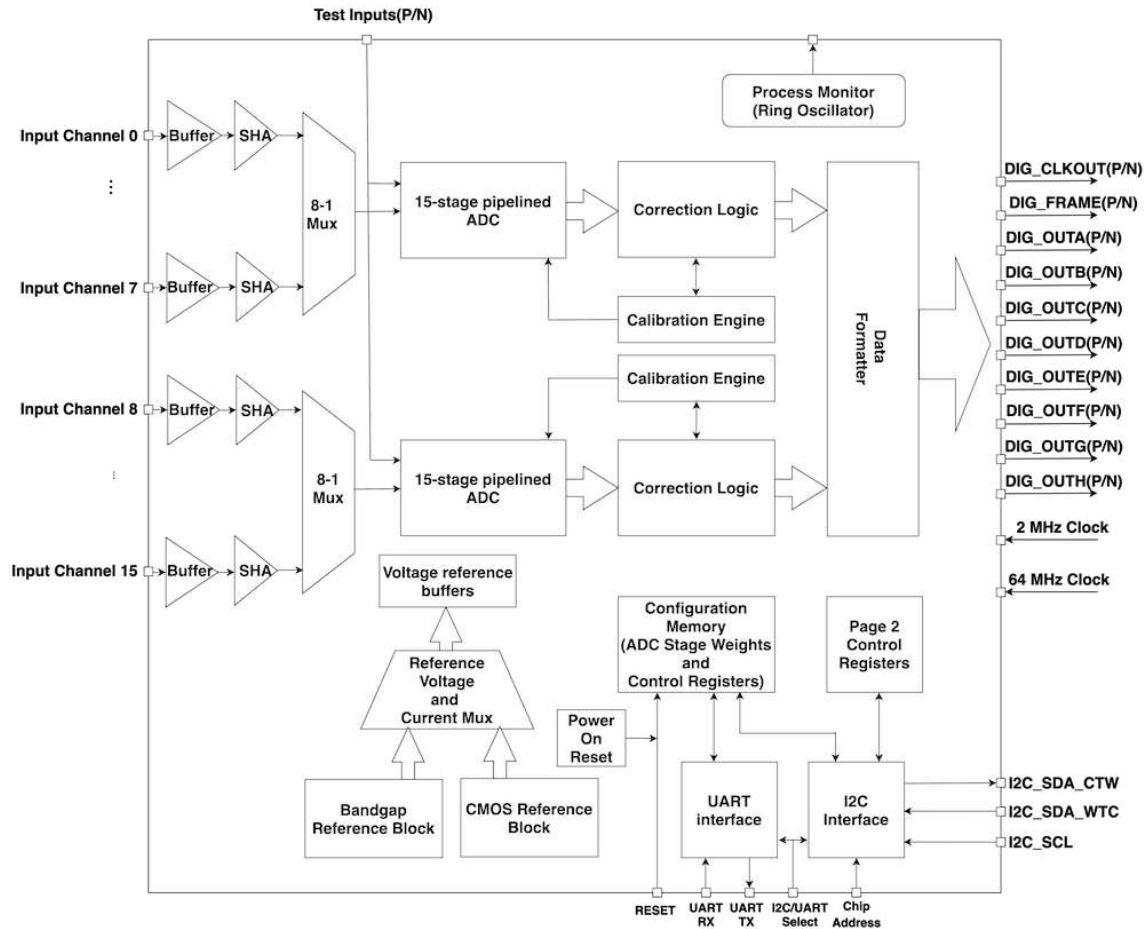 Test Inputs(P/N)
Process Monitor
(Ring Oscillator)
Input Channel 0
Buffer
SHA
...
8-1
Mux
15-stage pipelined
ADC
Correction Logic
Input Channel 7
Buffer
SHA
Calibration Engine
Data
Formatter
DIG_CLKOUT(P/N)
DIG_FRAME(P/N)
DIG_OUTA(P/N)
DIG_OUTB(P/N)
DIG_OUTC(P/N)
DIG_OUTD(P/N)
DIG_OUTE(P/N)
DIG_OUTF(P/N)
DIG_OUTG(P/N)
DIG_OUTH(P/N)
2 MHz Clock
64 MHz Clock
Calibration Engine
Input Channel 8
Buffer
SHA
...
8-1
Mux
15-stage pipelined
ADC
Correction Logic
Input Channel 15
Buffer
SHA
Voltage reference
buffers
Reference
Voltage
and
Current Mux
Bandgap
Reference Block
CMOS Reference
Block
Configuration
Memory
(ADC Stage Weights
and
Control Registers)
Page 2
Control
Registers
Power
On
Reset
UART
interface
I2C
Interface
I2C_SDA_CTW
I2C_SDA_WTC
I2C_SCL
RESET
UART
RX
UART
TX
I2C/UART
Select
Chip
Address